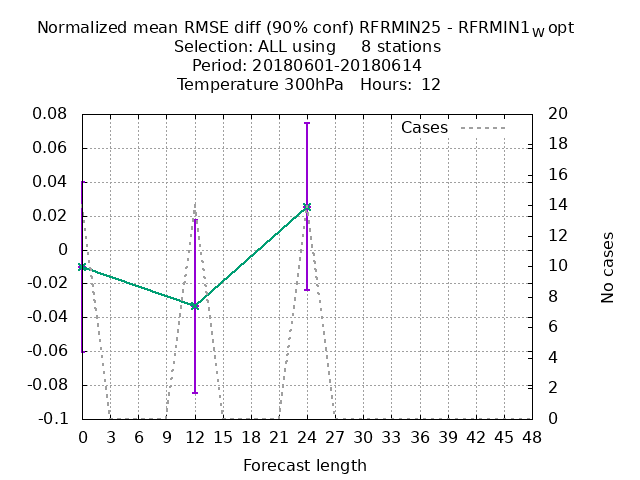 Normalized mean RMSE diff (90% conf) RFRMIN25 - RFRMIN1W opt
Selection: ALL using 8 stations
Period: 20180601-20180614
Temperature 300hPa Hours: 12
Cases
0.08
0.06
0.04
0.02
0
-0.02
-0.04
-0.06
-0.08
-0.1
20
18
16
14
12
10
8
6
4
2
0
No cases
0 3 6 9 12 15 18 21 24 27 30 33 36 39 42 45 48
Forecast length